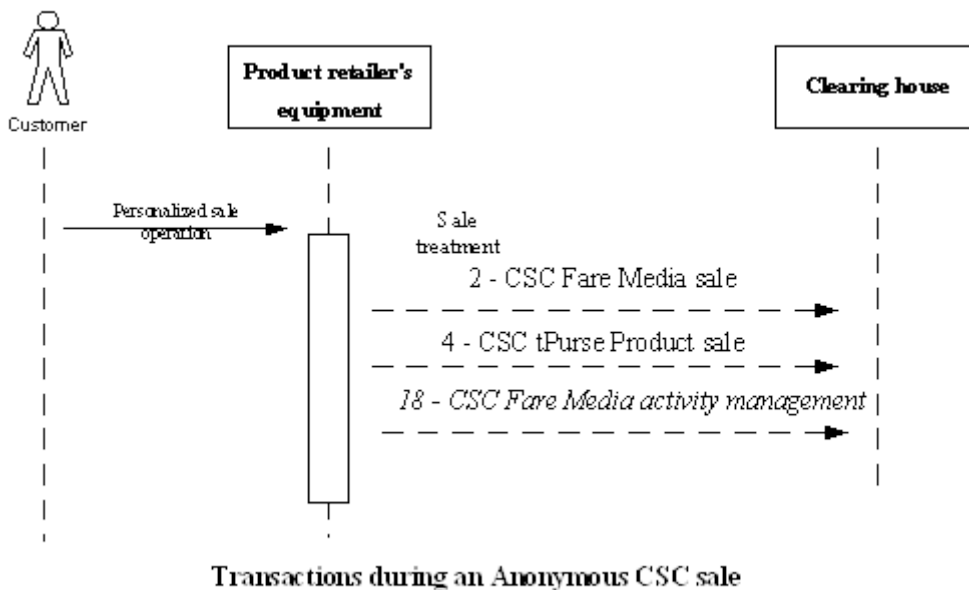 Product retailer's
equipment
Clearing house
Customer
Personalized sale
operation
Sale
treatment
2 - CSC Fare Media sale
4 - CSC tPurse Product sale
18 - CSC Fare Media activity management
Transactions during an Anonymous CSC sale